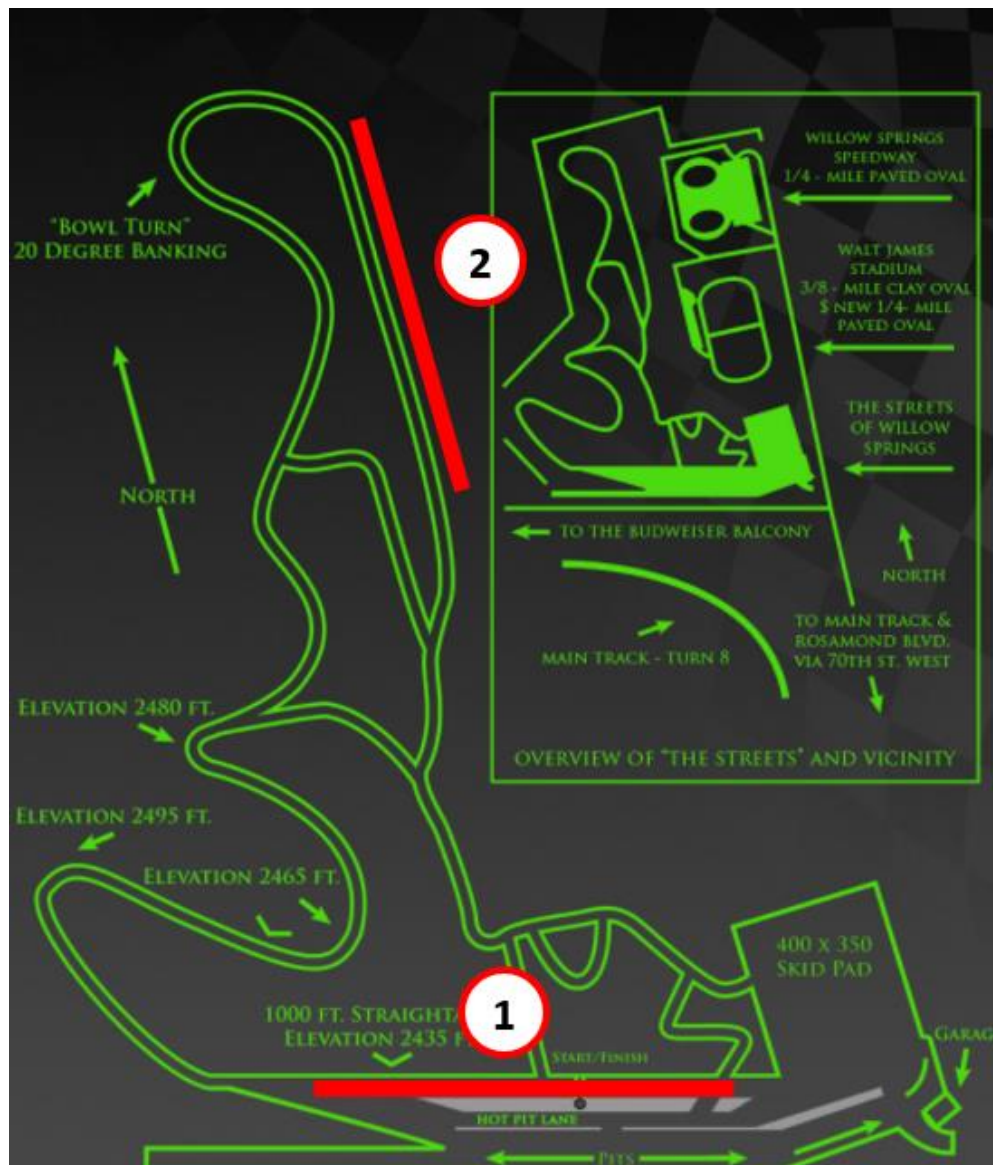 "BOWL TURN"
20 DEGREE BANKING
NORTH
ELEVATION 2480 FT.
ELEVATION 2495 FT.
ELEVATION 2465 FT.
1000 FT. STRAIGHT
ELEVATION 2435
1
2
START/FINISH
HOT PIT LANE
PITS
400 X 350
SKID PAD
GARAG
WILLOW SPRINGS
SPEEDWAY
1/4 - MILE PAVED OVAL
WALT JAMES
STADIUM
3/8 - MILE CLAY OVAL
$ NEW 1/4- MILE
PAVED OVAL
THE STREETS
OF WILLOW
SPRINGS
TO THE BUDWEISER BALCONY
NORTH
MAIN TRACK - TURN 8
TO MAIN TRACK &
ROSAMOND BLVD.
VIA 70TH ST. WEST
OVERVIEW OF "THE STREETS" AND VICINITY